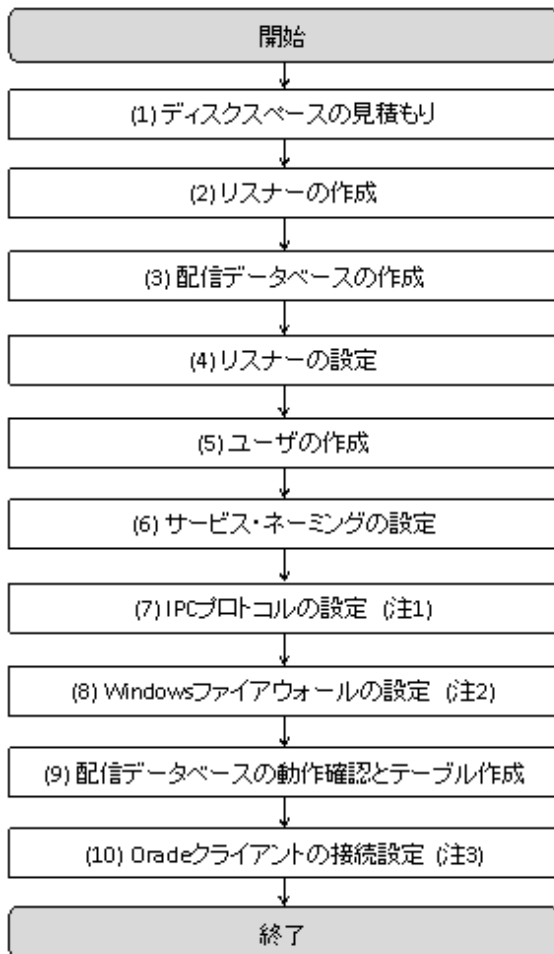 開始
(1) ディスクスペースの見積もり
(2) リスナーの作成
(3) 配信データベースの作成
(4) リスナーの設定
(5) ユーザの作成
(6) サービス・ネーミングの設定
(7) IPCプロトコルの設定 (注1)
(8) Windowsファイアウォールの設定 (注2)
(9) 配信データベースの動作確認とテーブル作成
(10) Oracleクライアントの接続設定 (注3)
終了